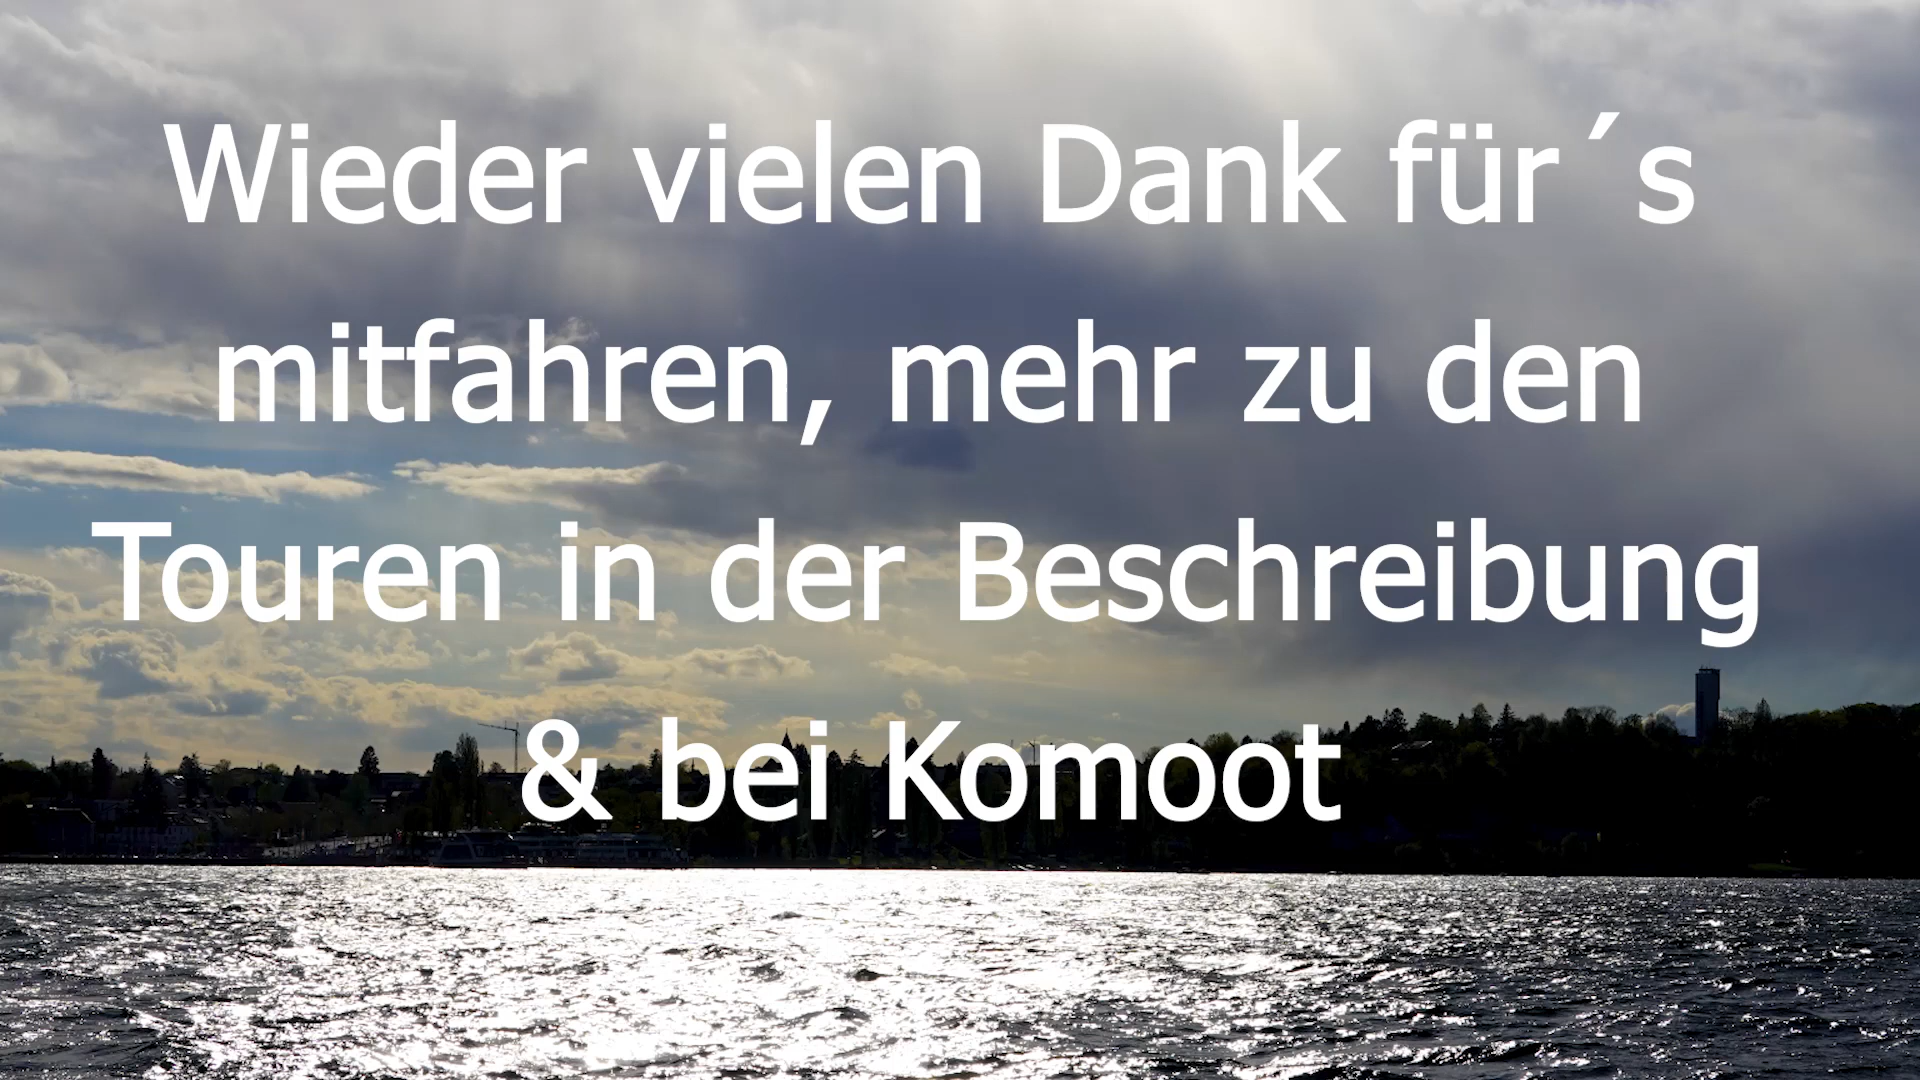 Wieder vielen Dank für´s
mitfahren, mehr zu den
Touren in der Beschreibung
& bei Komoot